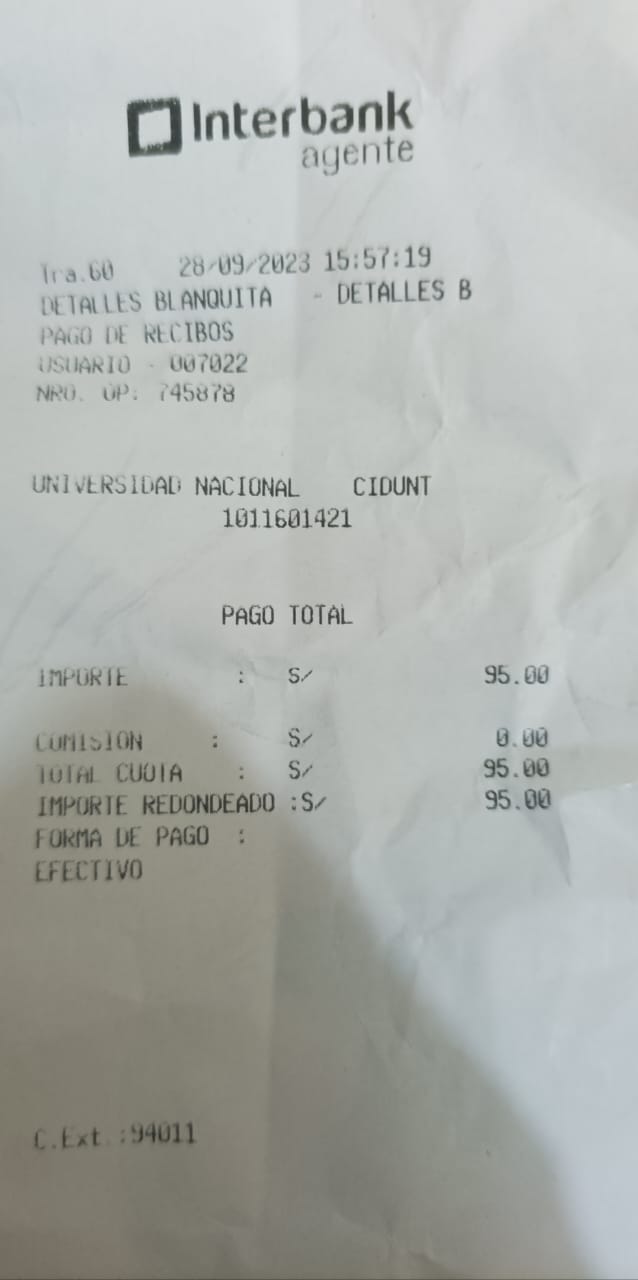 Interbank
agente
Tra.60 28/09/2023 15:57:19
DETALLES BLANQUITA - DETALLES B
PAGO DE RECIBOS
USUARIO - 007022
NRO. OP: 745878
UNIVERSIDAD NACIONAL CIDUNT
1011601421
PAGO TOTAL
IMPORTE : S/ 95.00
COMISION : S/ 0.00
TOTAL CUOTA : S/ 95.00
IMPORTE REDONDEADO :S/ 95.00
FORMA DE PAGO :
EFECTIVO
C.Ext.:94011